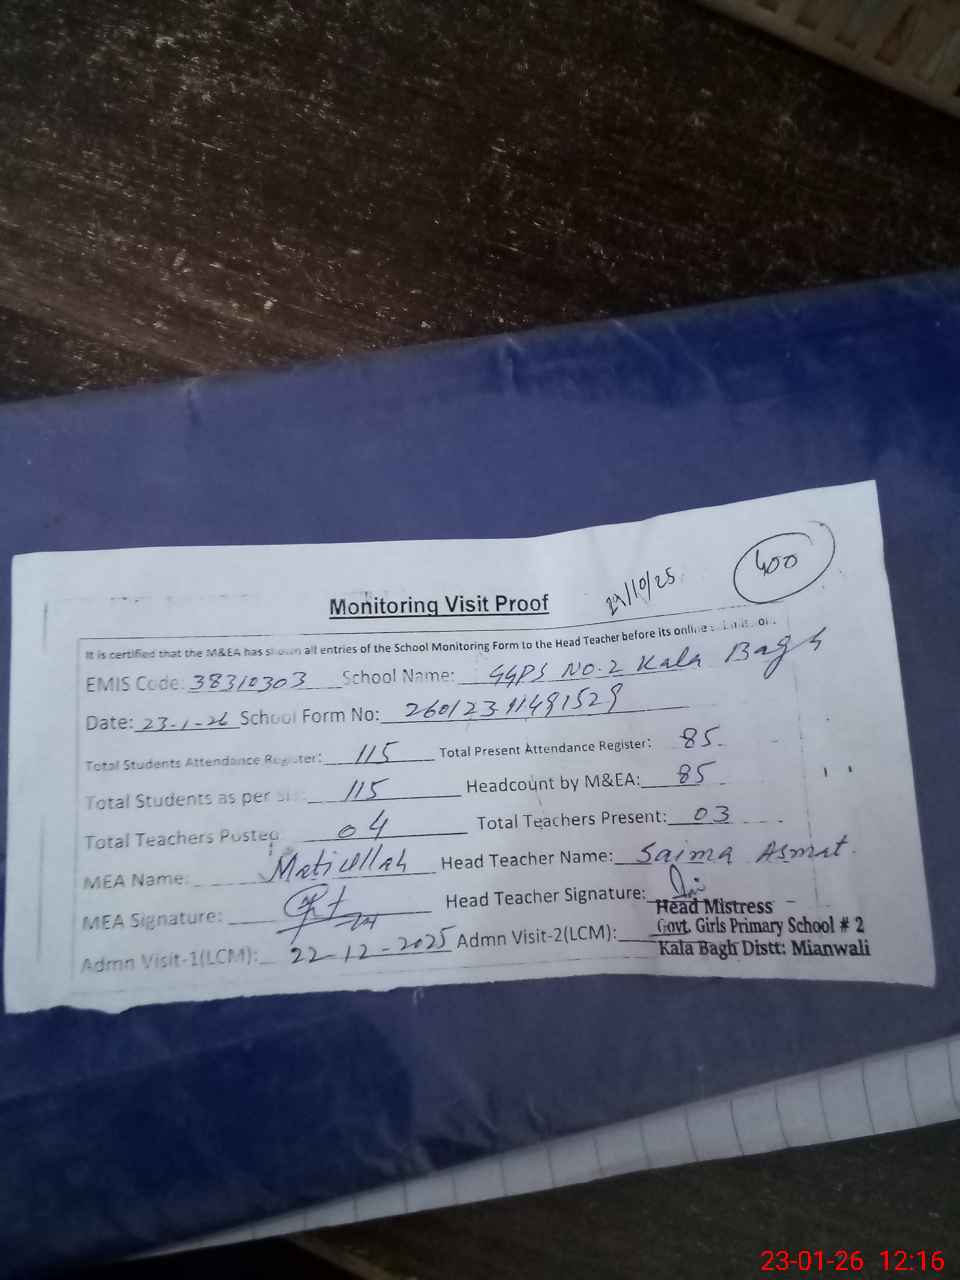 400
29/10/25
Monitoring Visit Proof
It is certified that the M&EA has shown all entries of the School Monitoring Form to the Head Teacher before its online
EMIS Code: 38310303 School Name: GGPS No.2 Kala Bagh
Date: 23-1-26 School Form No:
Total Students Attendance Register: 115 Total Present Attendance Register: 85
Total Students as per 115 Headcount by M&EA: 85
Total Teachers Posted 04 Total Teachers Present: 03
MEA Name: Matiullah Head Teacher Name: Saima Asmat
MEA Signature: Head Teacher Signature:
Head Mistress
Govt. Girls Primary School # 2
Admn Visit-1(LCM): 22-12-2025 Admn Visit-2(LCM):
Kala Bagh Distt: Mianwali
23-01-26 12:16